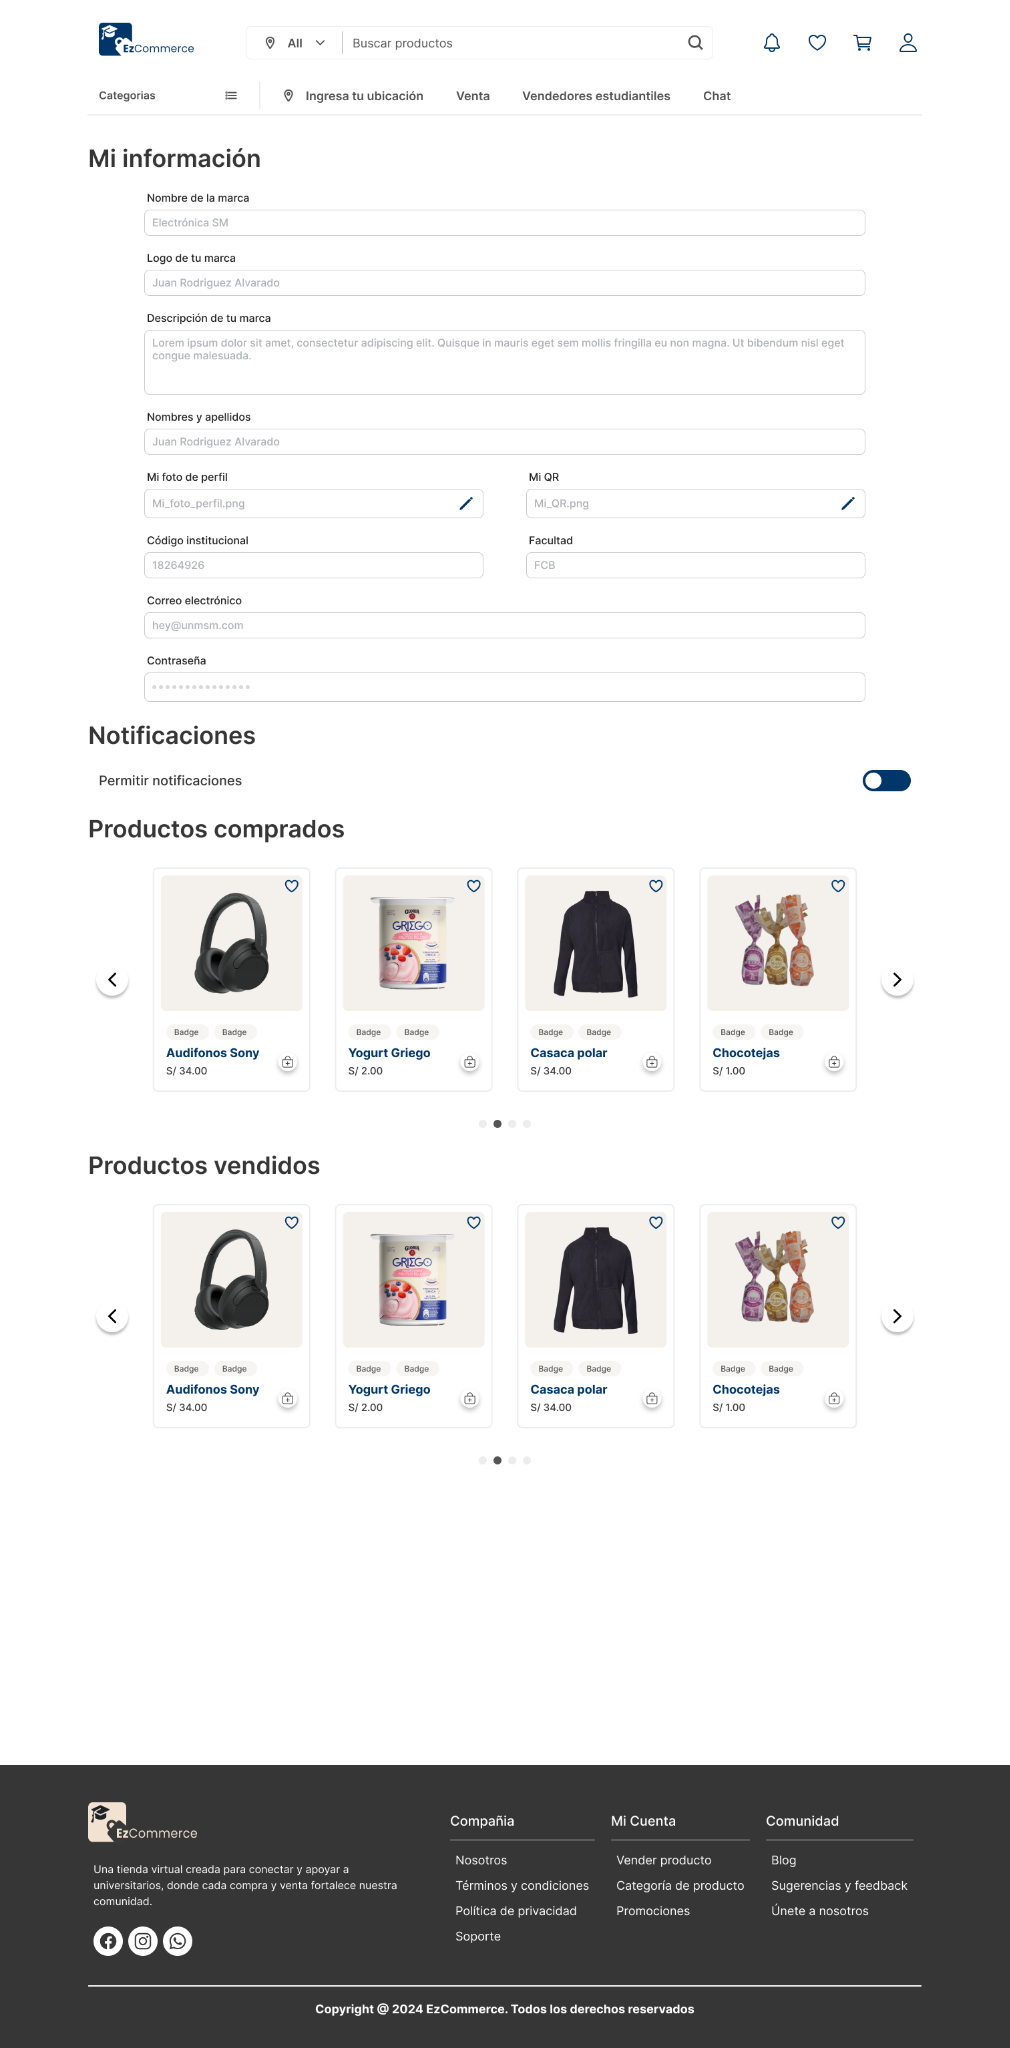 EzCommerce
All
Buscar productos
Categorias
Ingresa tu ubicación
Venta
Vendedores estudiantiles
Chat
Mi información
Nombre de la marca
Electrónica SM
Logo de tu marca
Juan Rodriguez Alvarado
Descripción de tu marca
Lorem ipsum dolor sit amet, consectetur adipiscing elit. Quisque in mauris eget sem mollis fringilla eu non magna. Ut bibendum nisl eget
congue malesuada.
Nombres y apellidos
Juan Rodriguez Alvarado
Mi foto de perfil
Mi QR
Mi_foto_perfil.png
Mi_QR.png
Código institucional
Facultad
18264926
FCB
Correo electrónico
hey@unmsm.com
Contraseña
Notificaciones
Permitir notificaciones
Productos comprados
GRIEGO
Badge Badge
Badge Badge
Badge Badge
Badge Badge
Audifonos Sony
S/ 34.00
Yogurt Griego
S/ 2.00
Casaca polar
S/ 34.00
Chocotejas
S/ 1.00
Productos vendidos
GRIEGO
Badge Badge
Badge Badge
Badge Badge
Badge Badge
Audifonos Sony
S/ 34.00
Yogurt Griego
S/ 2.00
Casaca polar
S/ 34.00
Chocotejas
S/ 1.00
EzCommerce
Una tienda virtual creada para conectar y apoyar a
universitarios, donde cada compra y venta fortalece nuestra
comunidad.
Compañia
Nosotros
Términos y condiciones
Política de privacidad
Soporte
Mi Cuenta
Vender producto
Categoría de producto
Promociones
Comunidad
Blog
Sugerencias y feedback
Únete a nosotros
Copyright @ 2024 EzCommerce. Todos los derechos reservados